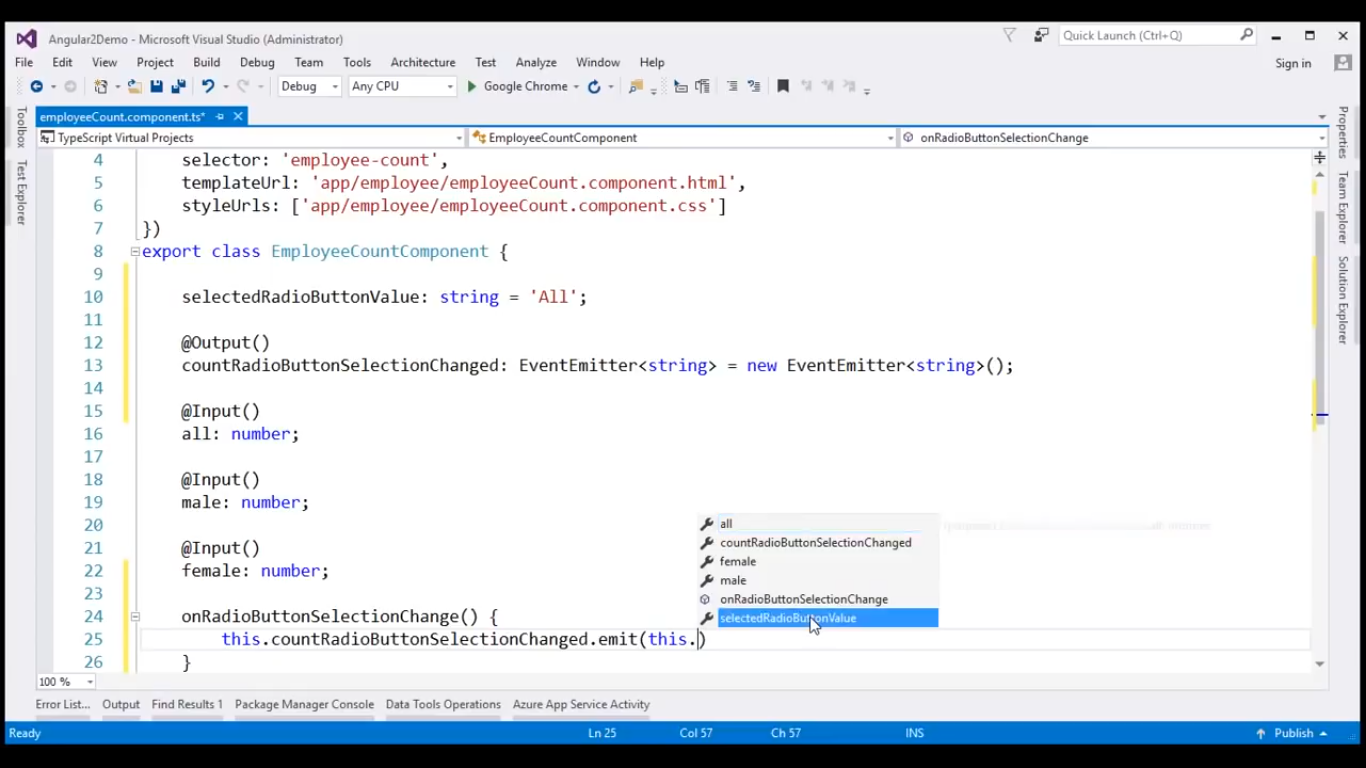 Angular2Demo - Microsoft Visual Studio (Administrator)
Quick Launch (Ctrl+Q)
File Edit View Project Build Debug Team Tools Architecture Test Analyze Window Help
Sign in
Debug Any CPU Google Chrome
employeeCount.component.ts*
TypeScript Virtual Projects EmployeeCountComponent onRadioButtonSelectionChange
Toolbox
Test Explorer
Properties
Team Explorer
Solution Explorer
4 selector: 'employee-count',
5 templateUrl: 'app/employee/employeeCount.component.html',
6 styleUrls: ['app/employee/employeeCount.component.css']
7 })
8 export class EmployeeCountComponent {
9
10 selectedRadioButtonValue: string = 'All';
11
12 @Output()
13 countRadioButtonSelectionChanged: EventEmitter<string> = new EventEmitter<string>();
14
15 @Input()
16 all: number;
17
18 @Input()
19 male: number;
20
21 @Input()
22 female: number;
23
24 onRadioButtonSelectionChange() {
25 this.countRadioButtonSelectionChanged.emit(this.)
26 }
all
countRadioButtonSelectionChanged
female
male
onRadioButtonSelectionChange
selectedRadioButtonValue
100 %
Error List... Output Find Results 1 Package Manager Console Data Tools Operations Azure App Service Activity
Ready Ln 25 Col 57 Ch 57 INS Publish